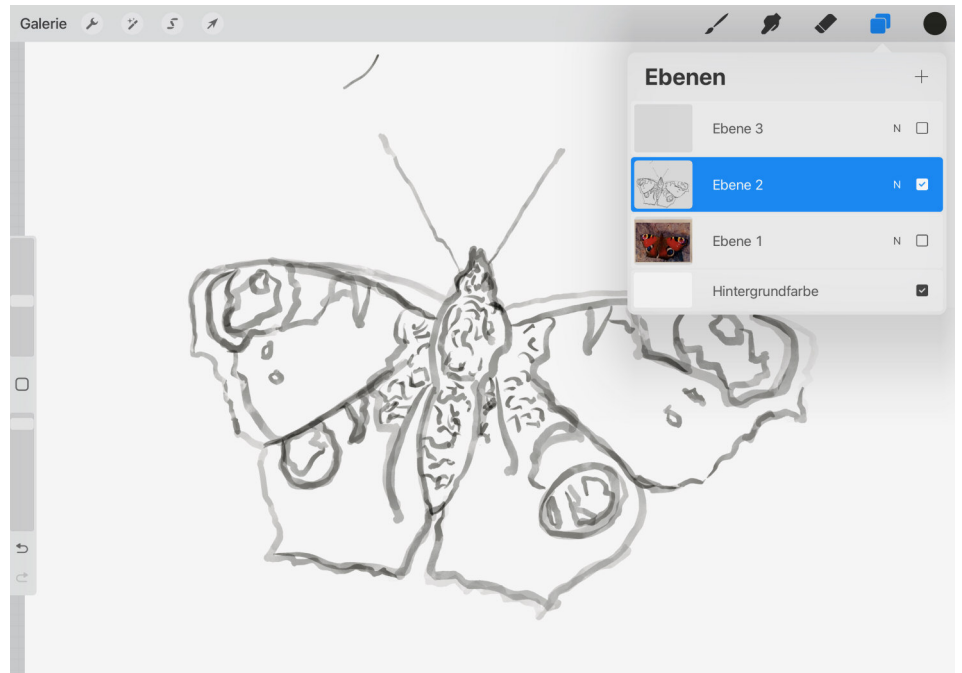 Galerie
Ebenen
Ebene 3 N
Ebene 2 N
Ebene 1 N
Hintergrundfarbe